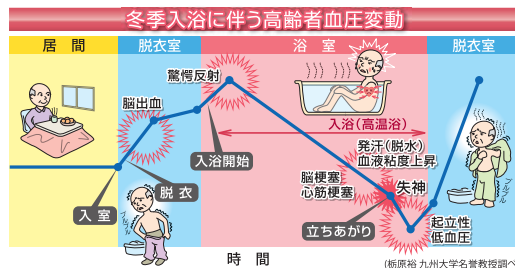 冬季入浴に伴う高齢者血圧変動
居間
脱衣室
浴室
脱衣室
驚愕反射
脳出血
入浴（高温浴）
入浴開始
発汗（脱水）
血液粘度上昇
脱衣
脳梗塞
心筋梗塞
失神
入室
立ちあがり
起立性
低血圧
ブルブル
ブルブル
時間
（栃原裕 九州大学名誉教授調べ